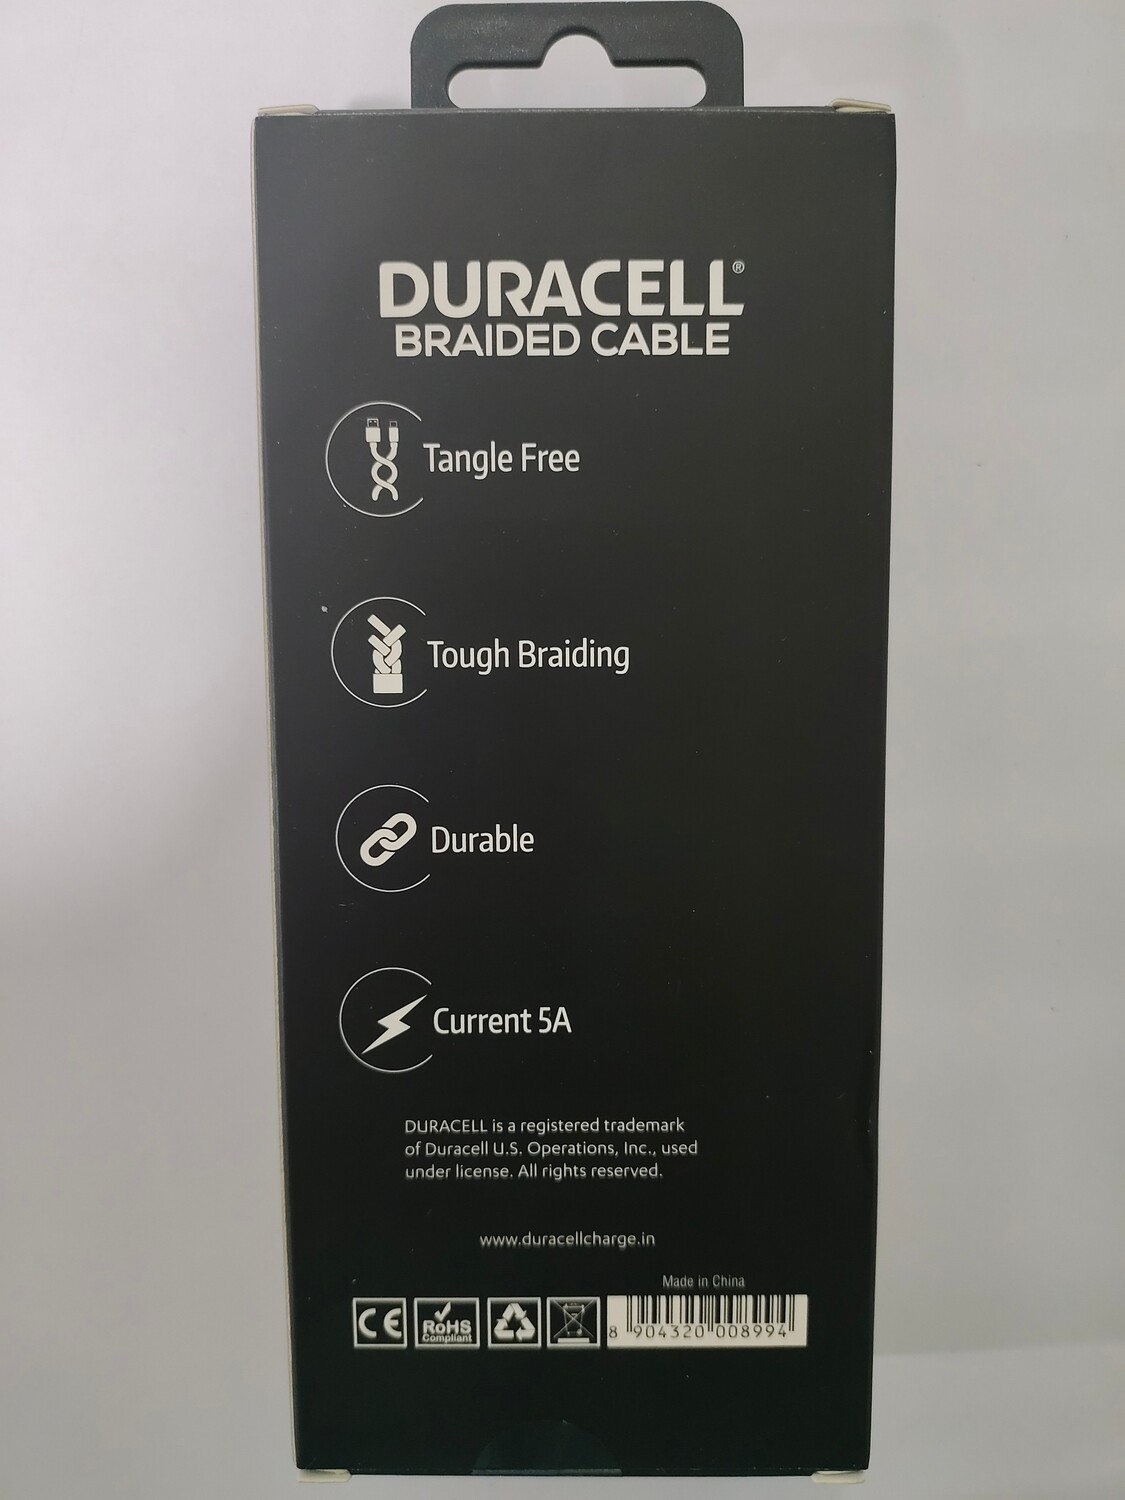 DURACELL®
BRAIDED CABLE
Tangle Free
Tough Braiding
Durable
Current 5A
DURACELL is a registered trademark
of Duracell U.S. Operations, Inc., used
under license. All rights reserved.
www.duracellcharge.in
Made in China
CE
RoHS
Compliant
8 904320 008994